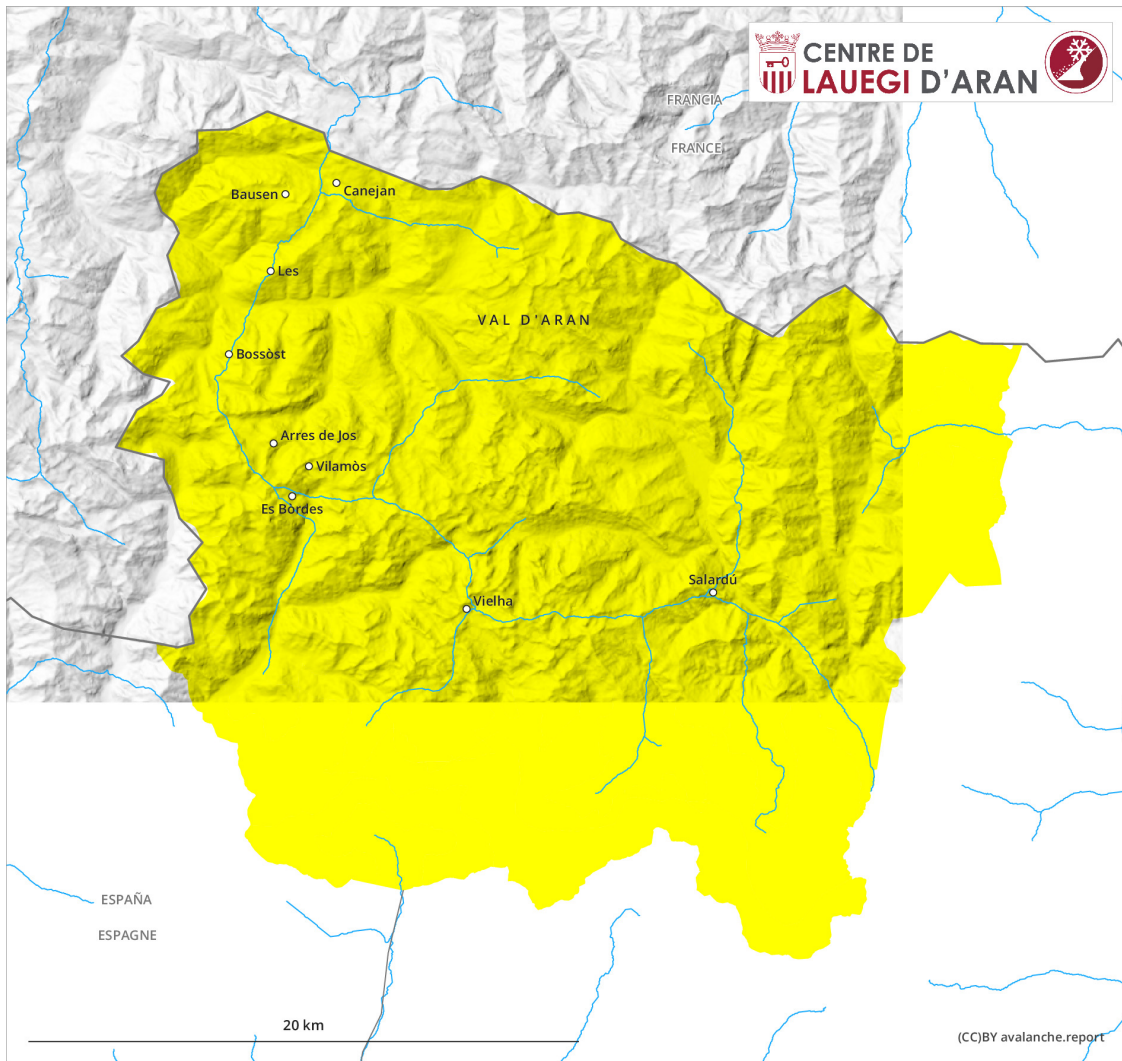 CENTRE DE
LAUEGI D'ARAN
FRANCIA
FRANCE
Bausen
Canejan
Les
VAL D'ARAN
Bossòst
Arres de Jos
Vilamòs
Es Bòrdes
Salardú
Vielha
ESPAÑA
ESPAGNE
20 km
(CC)BY avalanche.report